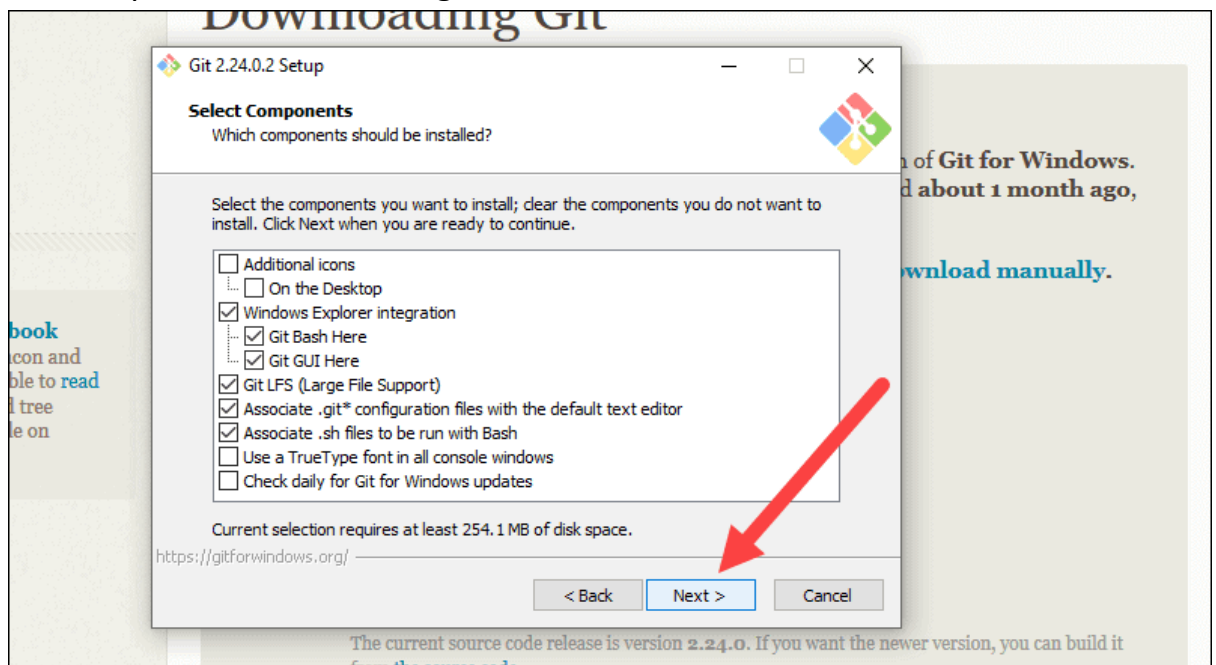 Downloading Git
Git 2.24.0.2 Setup
Select Components
Which components should be installed?
of Git for Windows.
about 1 month ago,
Select the components you want to install; clear the components you do not want to
install. Click Next when you are ready to continue.
Additional icons
On the Desktop
Windows Explorer integration
Git Bash Here
Git GUI Here
Git LFS (Large File Support)
Associate .git* configuration files with the default text editor
Associate .sh files to be run with Bash
Use a TrueType font in all console windows
Check daily for Git for Windows updates
manually.
book
and
to read
tree
on
Current selection requires at least 254.1 MB of disk space.
https://gitforwindows.org/
< Back
Next >
Cancel
The current source code release is version 2.24.0. If you want the newer version, you can build it
from the source code.